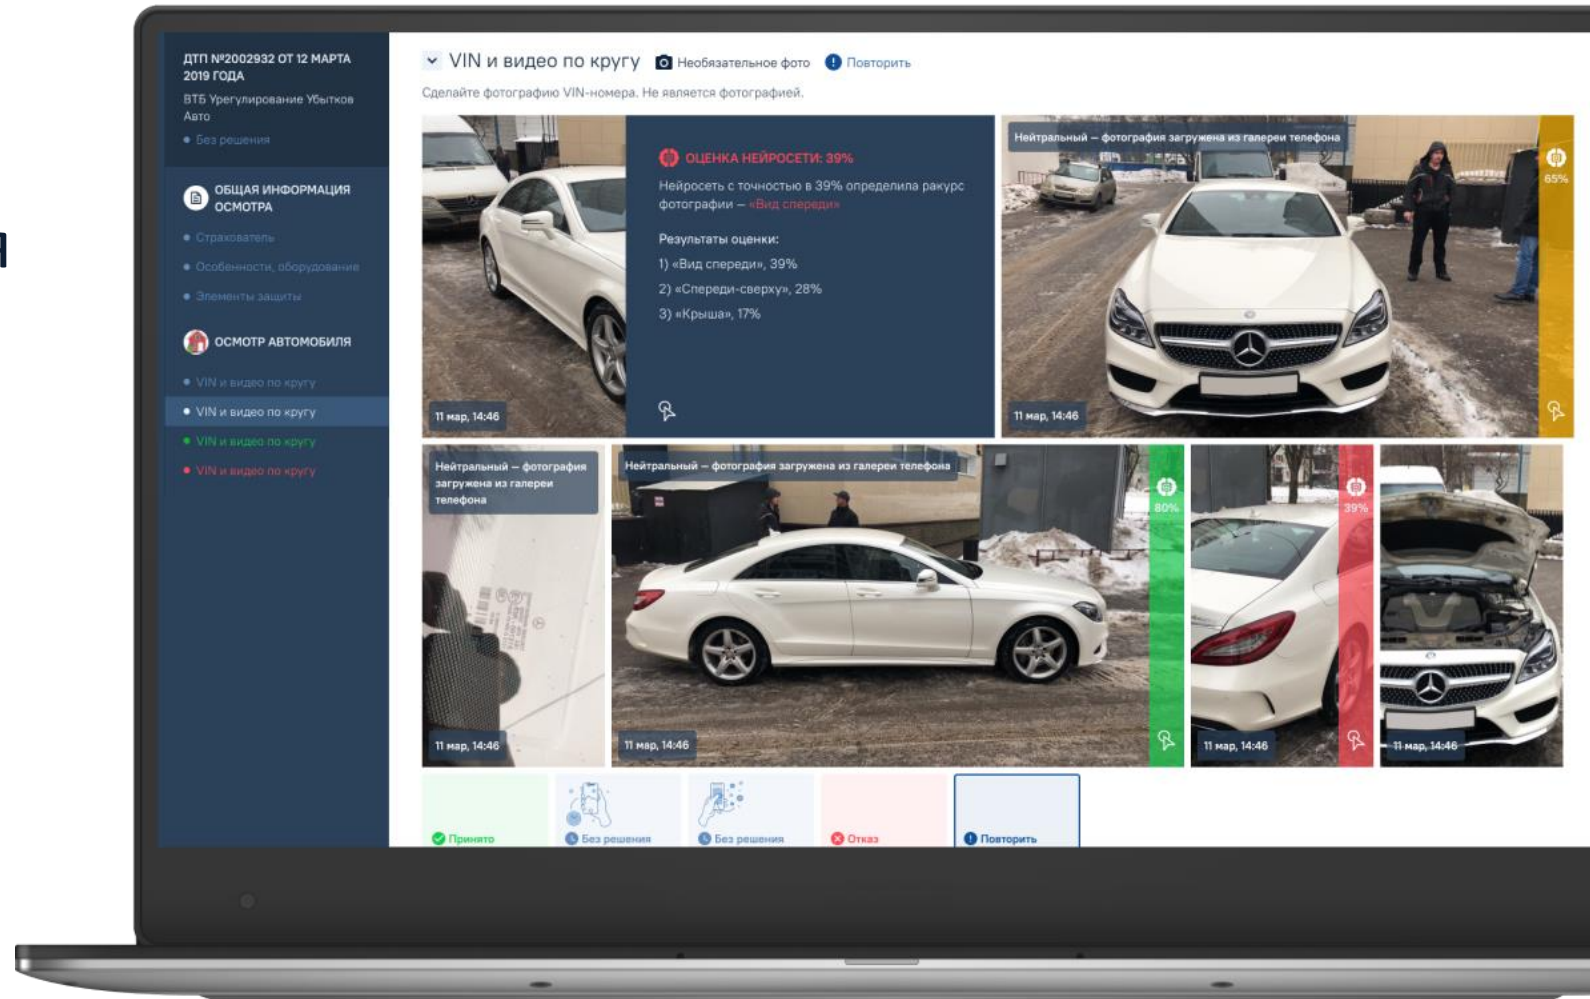 я
ДТП №2002932 ОТ 12 МАРТА
2019 ГОДА
ВТБ Урегулирование Убытков
Авто
Без решения
ОБЩАЯ ИНФОРМАЦИЯ
ОСМОТРА
Страхователь
Особенности, оборудование
Элементы защиты
ОСМОТР АВТОМОБИЛЯ
VIN и видео по кругу
VIN и видео по кругу
VIN и видео по кругу
VIN и видео по кругу
VIN и видео по кругу
Необязательное фото
Повторить
Сделайте фотографию VIN-номера. Не является фотографией.
11 мар, 14:46
ОЦЕНКА НЕЙРОСЕТИ: 39%
Нейросеть с точностью в 39% определила ракурс
фотографии — «Вид спереди»
Результаты оценки:
1) «Вид спереди», 39%
2) «Спереди-сверху», 28%
3) «Крыша», 17%
Нейтральный — фотография загружена из галереи телефона
65%
11 мар, 14:46
Нейтральный — фотография
загружена из галереи
телефона
11 мар, 14:46
Нейтральный — фотография загружена из галереи телефона
80%
11 мар, 14:46
39%
11 мар, 14:46
11 мар, 14:46
Принято
Без решения
Без решения
Отказ
Повторить